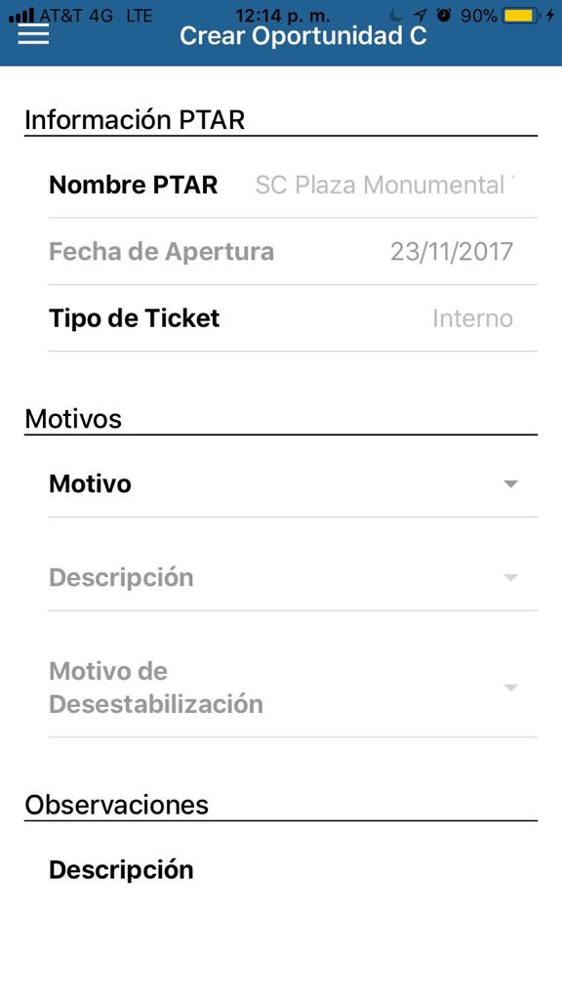 AT&T 4G LTE 12:14 p. m. 90%
Crear Oportunidad C
Información PTAR
Nombre PTAR SC Plaza Monumental
Fecha de Apertura 23/11/2017
Tipo de Ticket Interno
Motivos
Motivo
Descripción
Motivo de
Desestabilización
Observaciones
Descripción